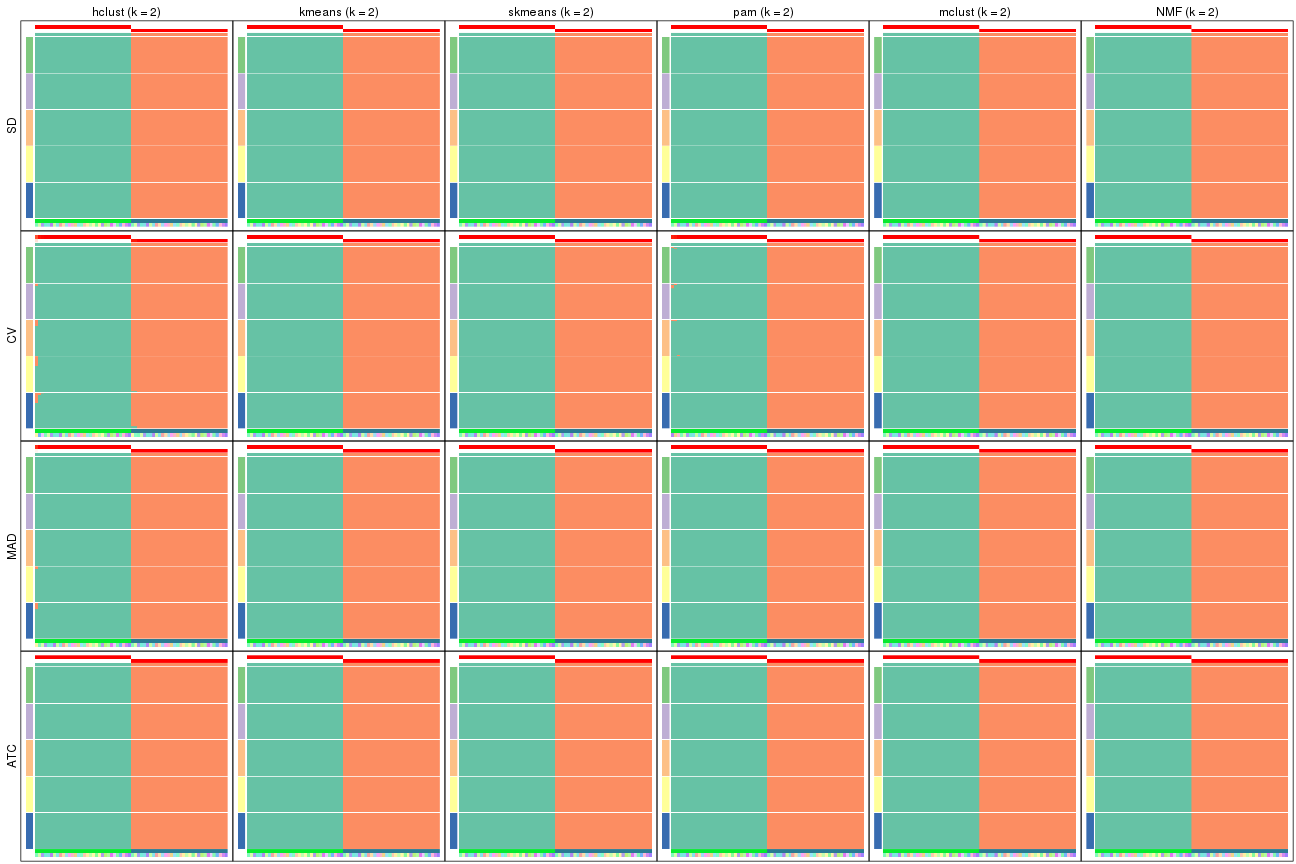 hclust (k = 2) kmeans (k = 2) skmeans (k = 2) pam (k = 2) mclust (k = 2) NMF (k = 2)
SD
CV
MAD
ATC